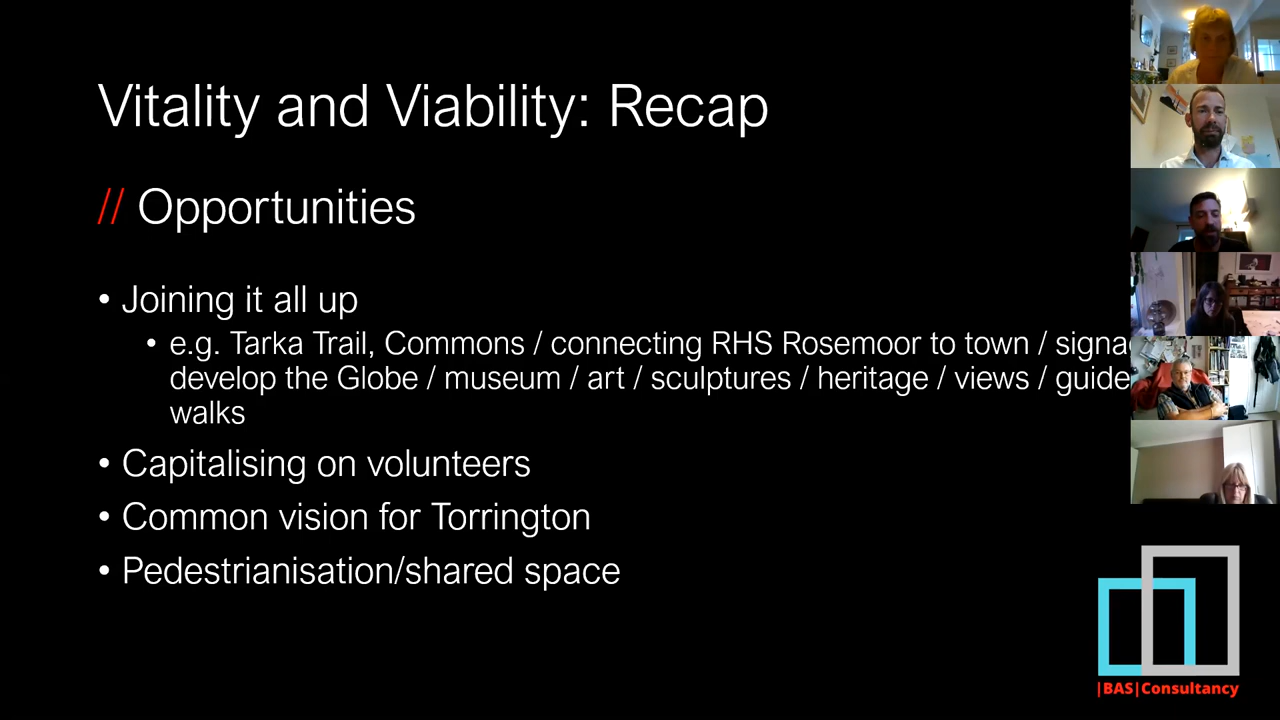 Vitality and Viability: Recap
// Opportunities
• Joining it all up
• e.g. Tarka Trail, Commons / connecting RHS Rosemoor to town /
develop the Globe / museum / art / sculptures / heritage / views /
walks
• Capitalising on volunteers
• Common vision for Torrington
• Pedestrianisation/shared space
|BAS|Consultancy